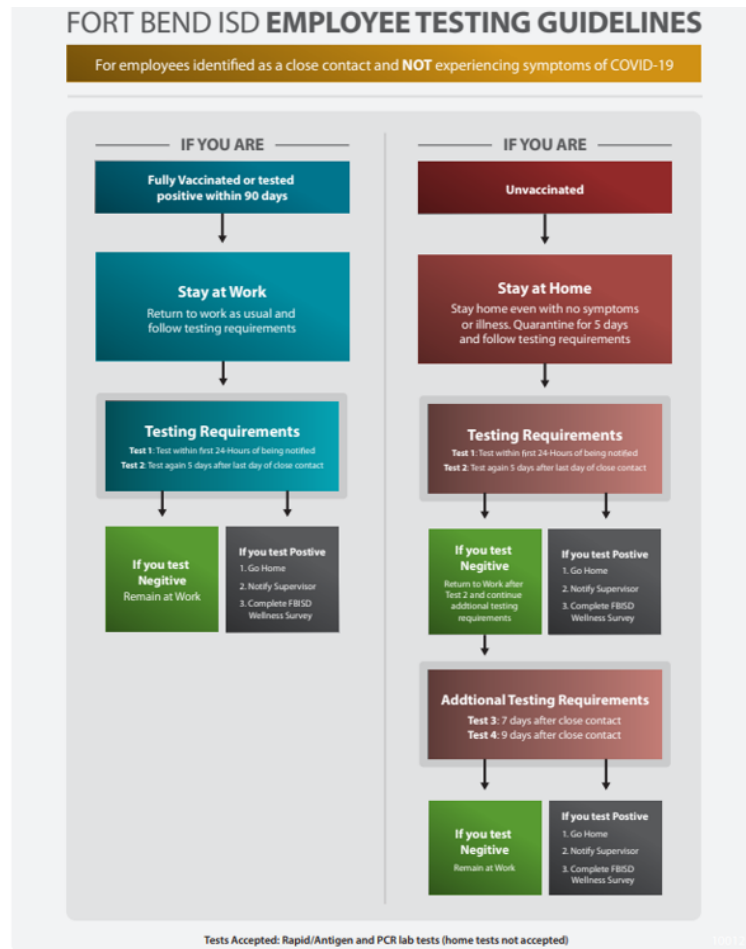 FORT BEND ISD EMPLOYEE TESTING GUIDELINES
For employees identified as a close contact and NOT experiencing symptoms of COVID-19
IF YOU ARE
Fully Vaccinated or tested
positive within 90 days
Stay at Work
Return to work as usual and
follow testing requirements
Testing Requirements
Test 1: Test within first 24-Hours of being notified
Test 2: Test again 5 days after last day of close contact
If you test
Negitive
Remain at Work
If you test Postive
1. Go Home
2. Notify Supervisor
3. Complete FBISD
Wellness Survey
IF YOU ARE
Unvaccinated
Stay at Home
Stay home even with no symptoms
or illness. Quarantine for 5 days
and follow testing requirements
Testing Requirements
Test 1: Test within first 24-Hours of being notified
Test 2: Test again 5 days after last day of close contact
If you test
Negitive
Return to Work after
Test 2 and continue
addtional testing
requirements
If you test Postive
1. Go Home
2. Notify Supervisor
3. Complete FBISD
Wellness Survey
Addtional Testing Requirements
Test 3: 7 days after close contact
Test 4: 9 days after close contact
If you test
Negitive
Remain at Work
If you test Postive
1. Go Home
2. Notify Supervisor
3. Complete FBISD
Wellness Survey
Tests Accepted: Rapid/Antigen and PCR lab tests (home tests not accepted)